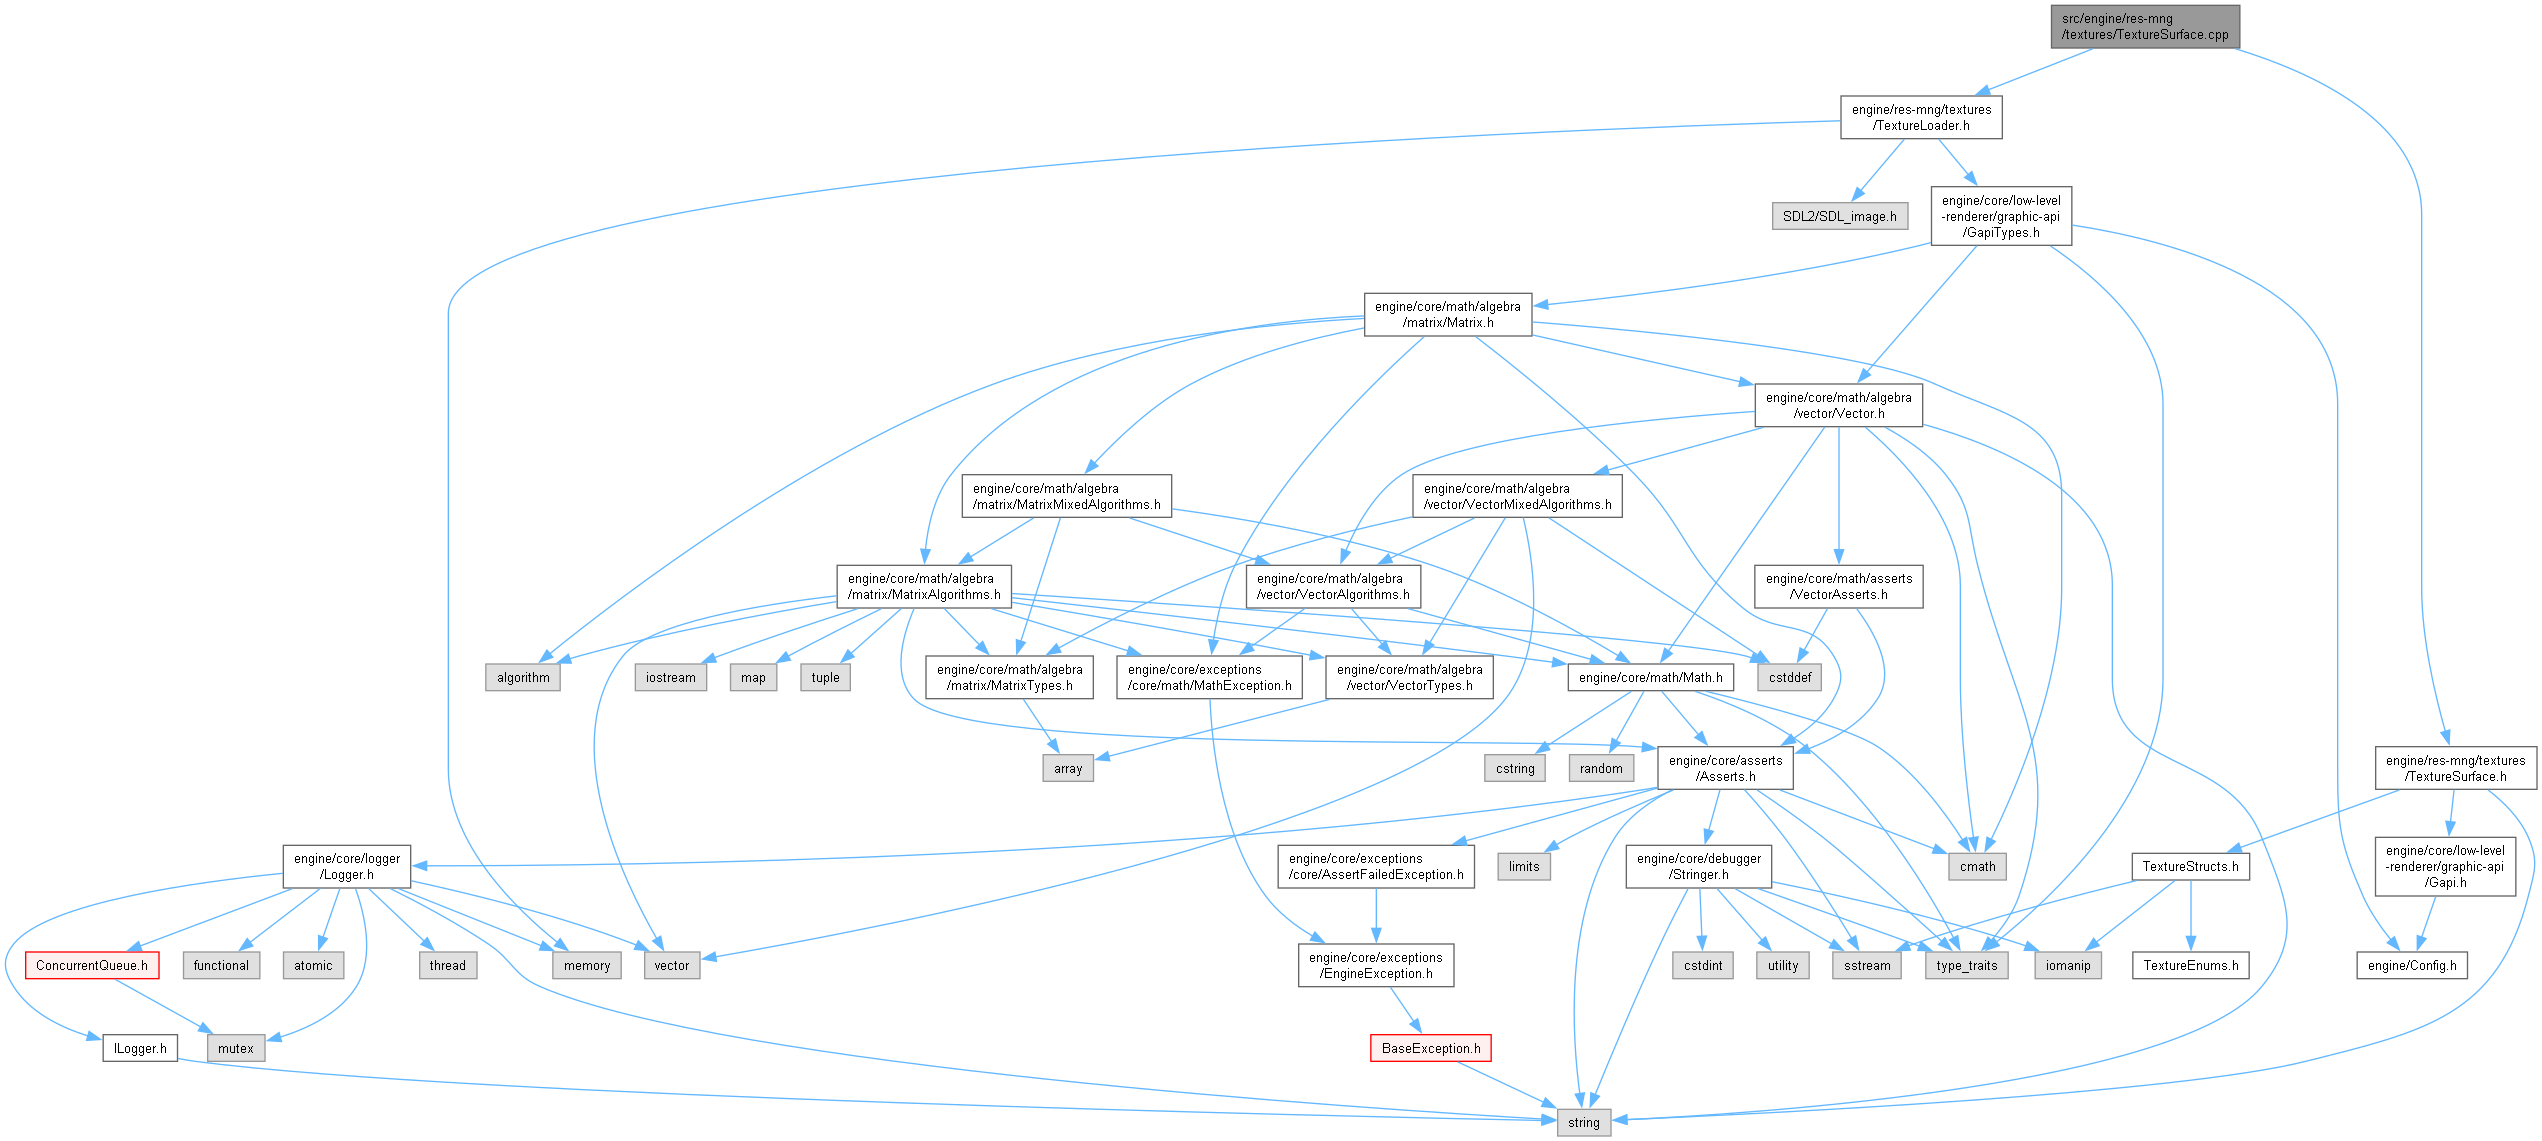 src/engine/res-mng
/textures/TextureSurface.cpp
engine/res-mng/textures
/TextureLoader.h
SDL2/SDL_image.h
engine/core/low-level
-renderer/graphic-api
/GapiTypes.h
engine/core/math/algebra
/matrix/Matrix.h
engine/core/math/algebra
/vector/Vector.h
engine/core/math/algebra
/matrix/MatrixMixedAlgorithms.h
engine/core/math/algebra
/vector/VectorMixedAlgorithms.h
engine/core/math/algebra
/matrix/MatrixAlgorithms.h
engine/core/math/algebra
/vector/VectorAlgorithms.h
engine/core/math/asserts
/VectorAsserts.h
algorithm
iostream
map
tuple
engine/core/math/algebra
/matrix/MatrixTypes.h
engine/core/exceptions
/core/math/MathException.h
engine/core/math/algebra
/vector/VectorTypes.h
engine/core/math/Math.h
cstddef
array
cstring
random
engine/core/asserts
/Asserts.h
engine/res-mng/textures
/TextureSurface.h
engine/core/logger
/Logger.h
engine/core/exceptions
/core/AssertFailedException.h
limits
engine/core/debugger
/Stringer.h
cmath
TextureStructs.h
engine/core/low-level
-renderer/graphic-api
/Gapi.h
ConcurrentQueue.h
functional
atomic
thread
memory
vector
engine/core/exceptions
/EngineException.h
cstdint
utility
sstream
type_traits
iomanip
TextureEnums.h
engine/Config.h
ILogger.h
mutex
BaseException.h
string